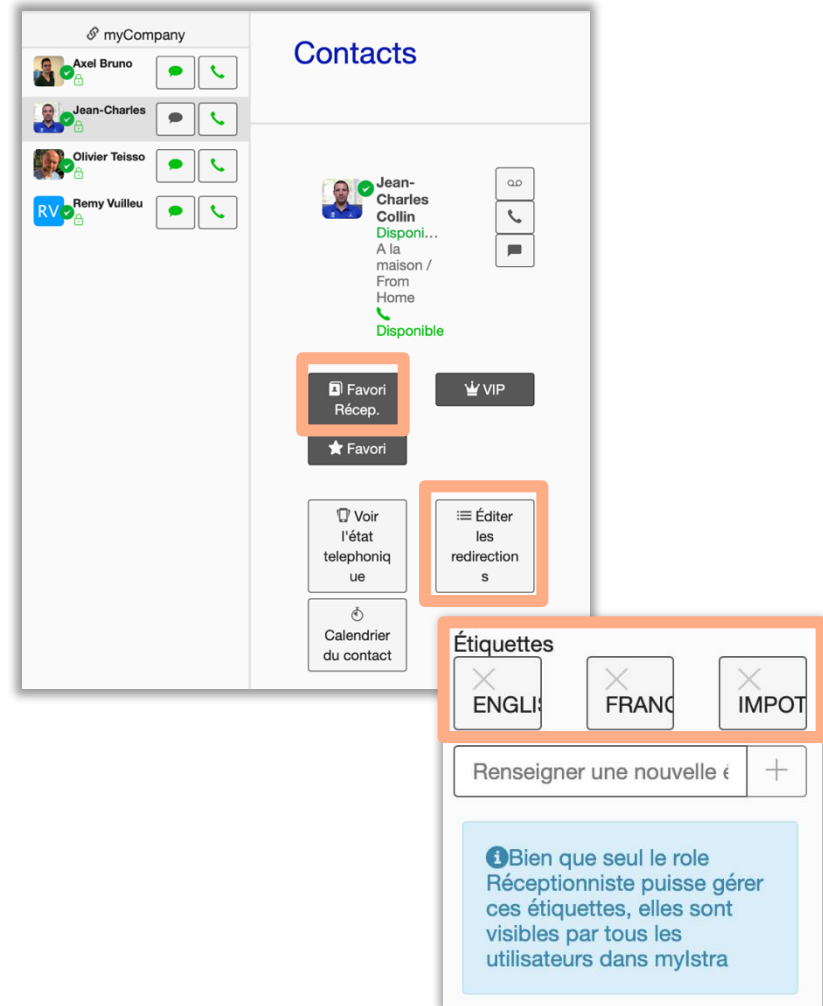 myCompany
Axel Bruno
Jean-Charles
Olivier Teisso
RV
Remy Vuilleu
Contacts
Jean-
Charles
Collin
Disponi...
A la
maison /
From
Home
Disponible
Favori
Récep.
VIP
Favori
Voir
l'état
telephoniq
ue
Éditer
les
redirection
s
Calendrier
du contact
Étiquettes
ENGLI
FRANC
IMPOT
Renseigner une nouvelle é
Bien que seul le role
Réceptionniste puisse gérer
ces étiquettes, elles sont
visibles par tous les
utilisateurs dans myIstra